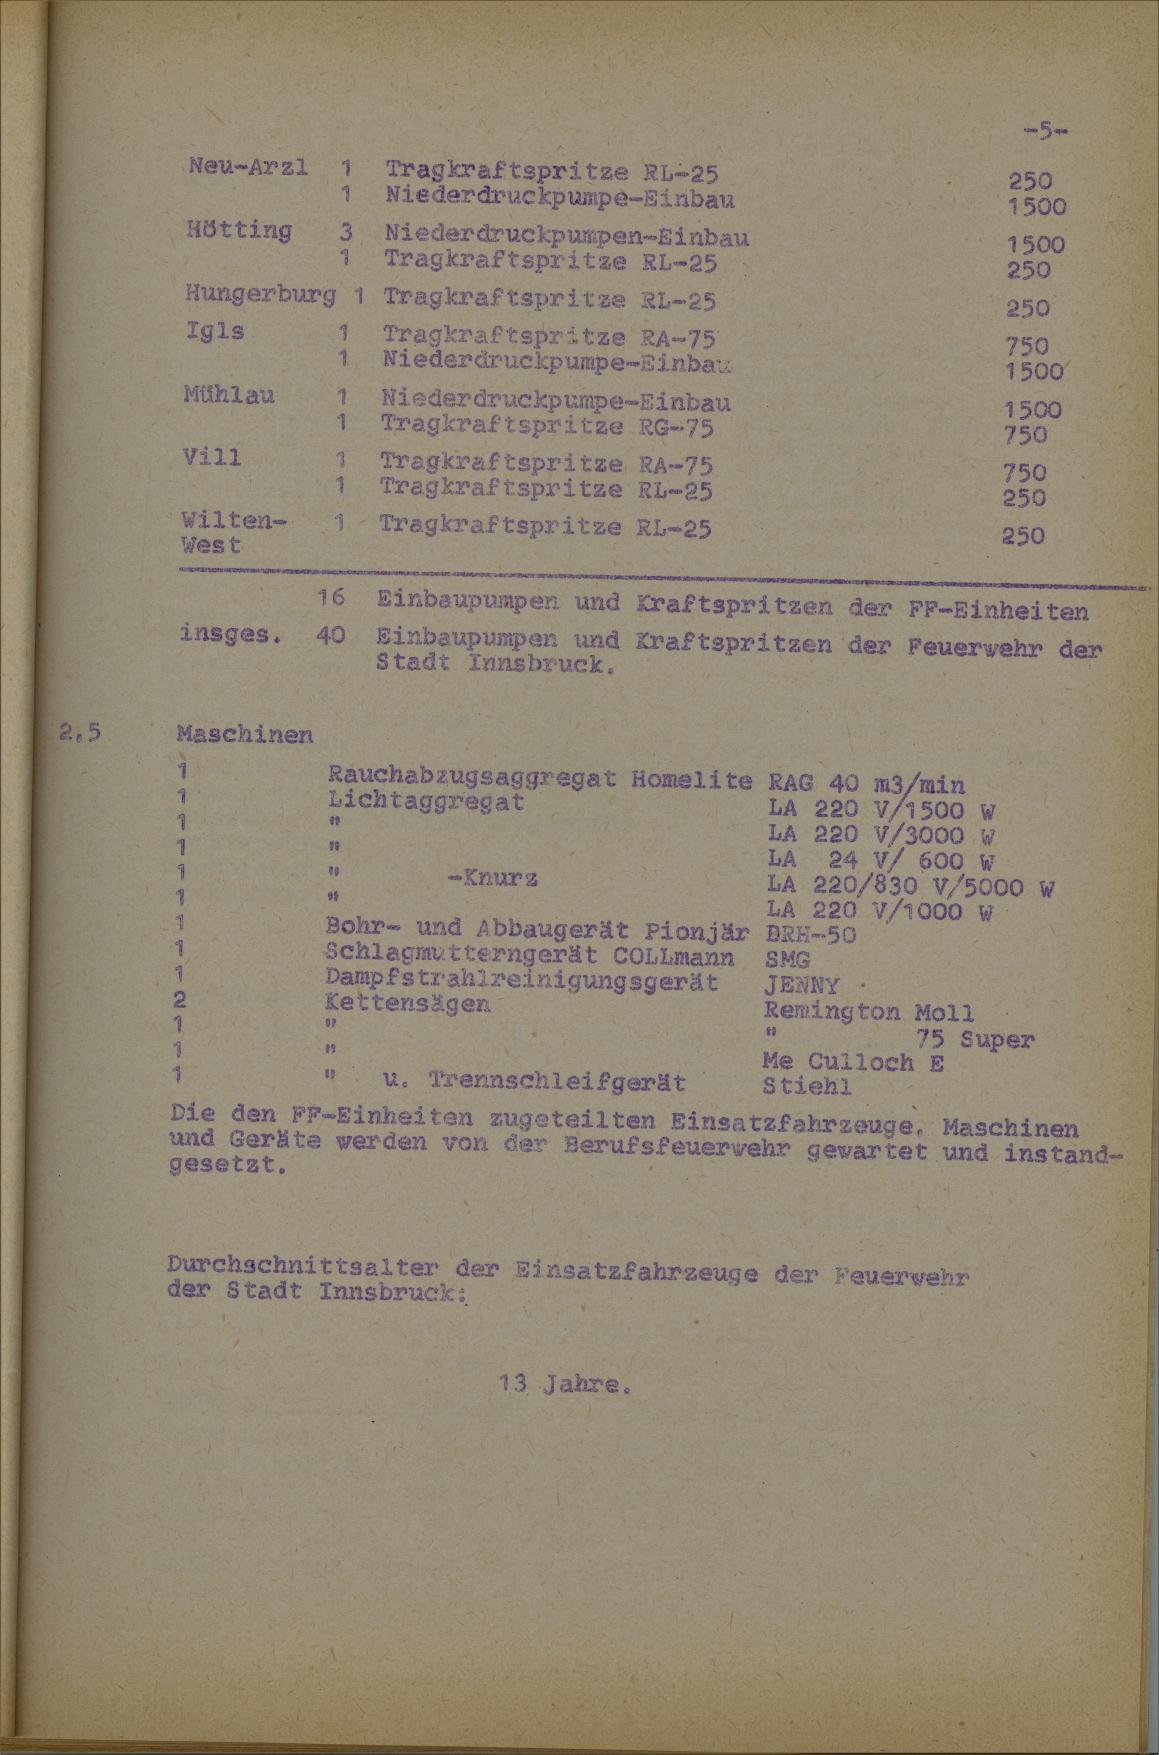 -5-
Neu-Arzl 1 Tragkraftspritze RL-25 250
1 Niederdruckpumpe-Einbau 1500
Hötting 3 Niederdruckpumpen-Einbau 1500
1 Tragkraftspritze RL-25 250
Hungerburg 1 Tragkraftspritze RL-25 250
Igls 1 Tragkraftspritze RA-75 750
1 Niederdruckpumpe-Einbau 1500
Mühlau 1 Niederdruckpumpe-Einbau 1500
1 Tragkraftspritze RG-75 750
Vill 1 Tragkraftspritze RA-75 750
1 Tragkraftspritze RL-25 250
Wilten- 1 Tragkraftspritze RL-25 250
West
16 Einbaupumpen und Kraftspritzen der FF-Einheiten
insges. 40 Einbaupumpen und Kraftspritzen der Feuerwehr der
Stadt Innsbruck.
2.5 Maschinen
1 Rauchabzugsaggregat Homelite RAG 40 m3/min
1 Lichtaggregat LA 220 V/1500 W
1 " LA 220 V/3000 W
1 " LA 24 V/ 600 W
1 " -Knurz LA 220/830 V/5000 W
1 " LA 220 V/1000 W
1 Bohr- und Abbaugerät Pionjär BRH-50
1 Schlagmutterngerät COLLmann SMG
1 Dampfstrahlreinigungsgerät JENNY
2 Kettensägen Remington Moll
1 " " 75 Super
1 " Me Culloch E
1 " u. Trennschleifgerät Stiehl
Die den FF-Einheiten zugeteilten Einsatzfahrzeuge, Maschinen
und Geräte werden von der Berufsfeuerwehr gewartet und instand-
gesetzt.
Durchschnittsalter der Einsatzfahrzeuge der Feuerwehr
der Stadt Innsbruck:
13 Jahre.